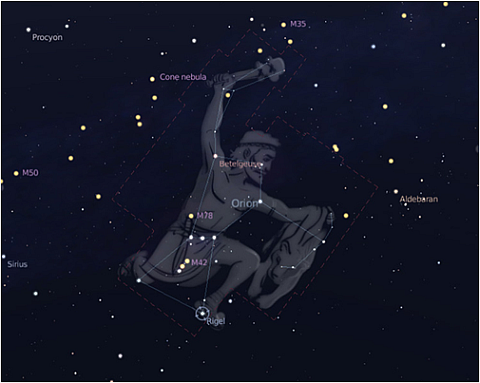 M35
Procyon
Cone nebula
M50
Betelgeuse
Aldebaran
Orion
M78
M42
Sirius
Rigel